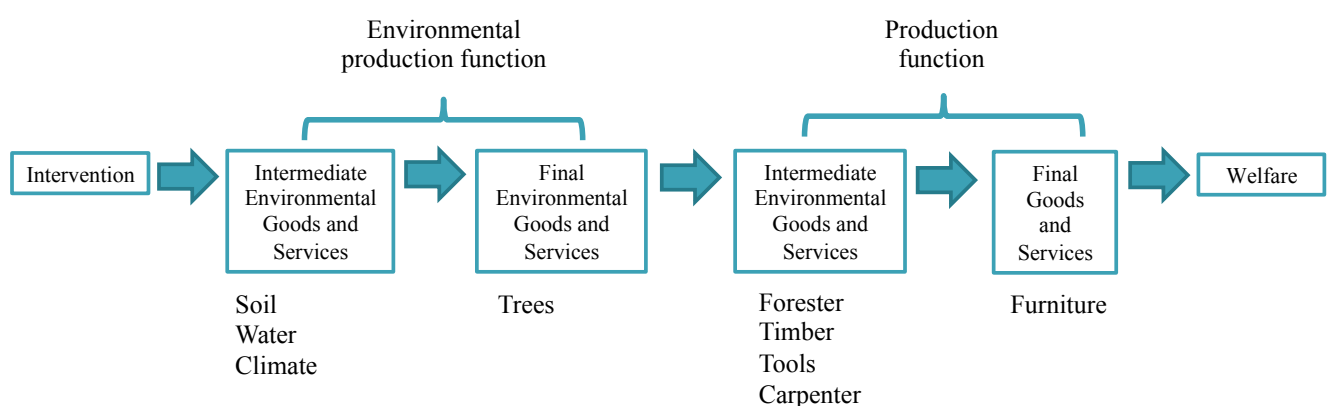 Environmental
production function
Production
function
Intervention
Intermediate
Environmental
Goods and
Services
Final
Environmental
Goods and
Services
Intermediate
Environmental
Goods and
Services
Final
Goods
and
Services
Welfare
Soil
Water
Climate
Trees
Forester
Timber
Tools
Carpenter
Furniture